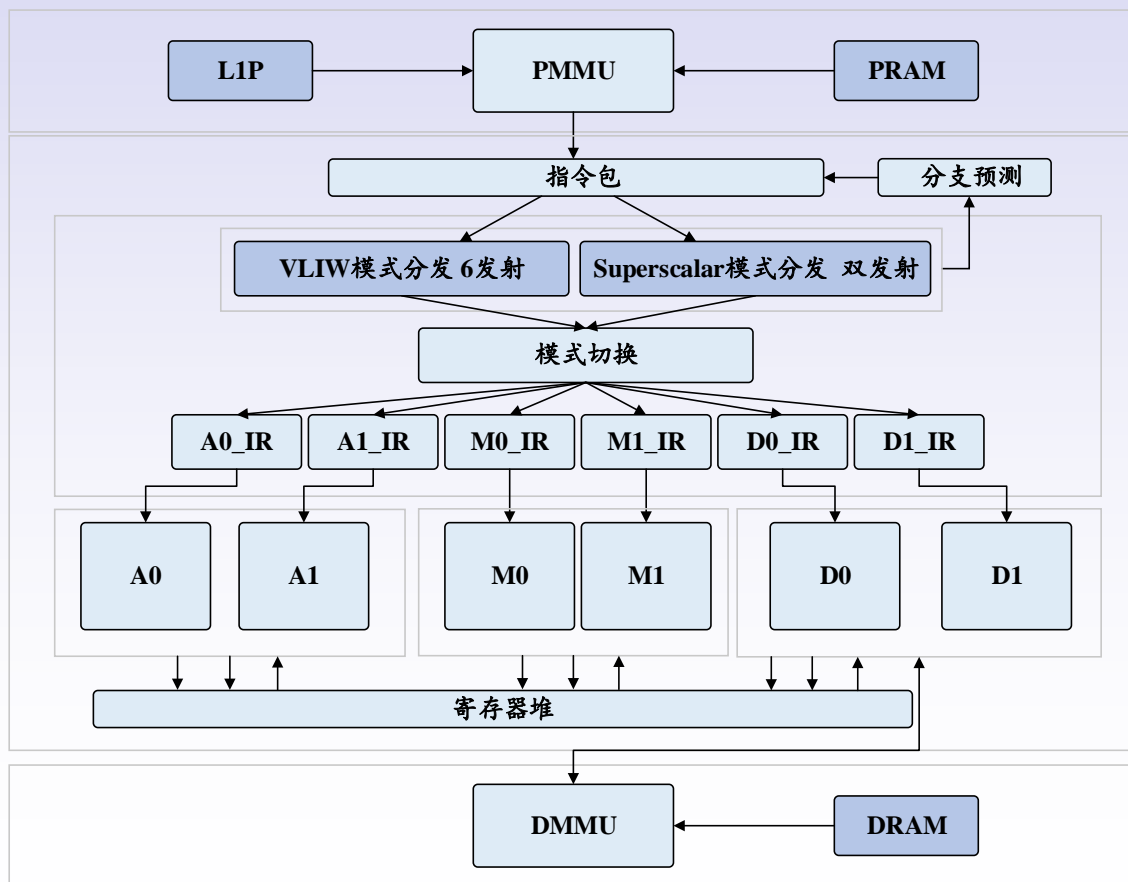 L1P
PMMU
PRAM
指令包
分支预测
VLIW模式分发 6发射
Superscalar模式分发 双发射
模式切换
A0_IR
A1_IR
M0_IR
M1_IR
D0_IR
D1_IR
A0
A1
M0
M1
D0
D1
寄存器堆
DMMU
DRAM